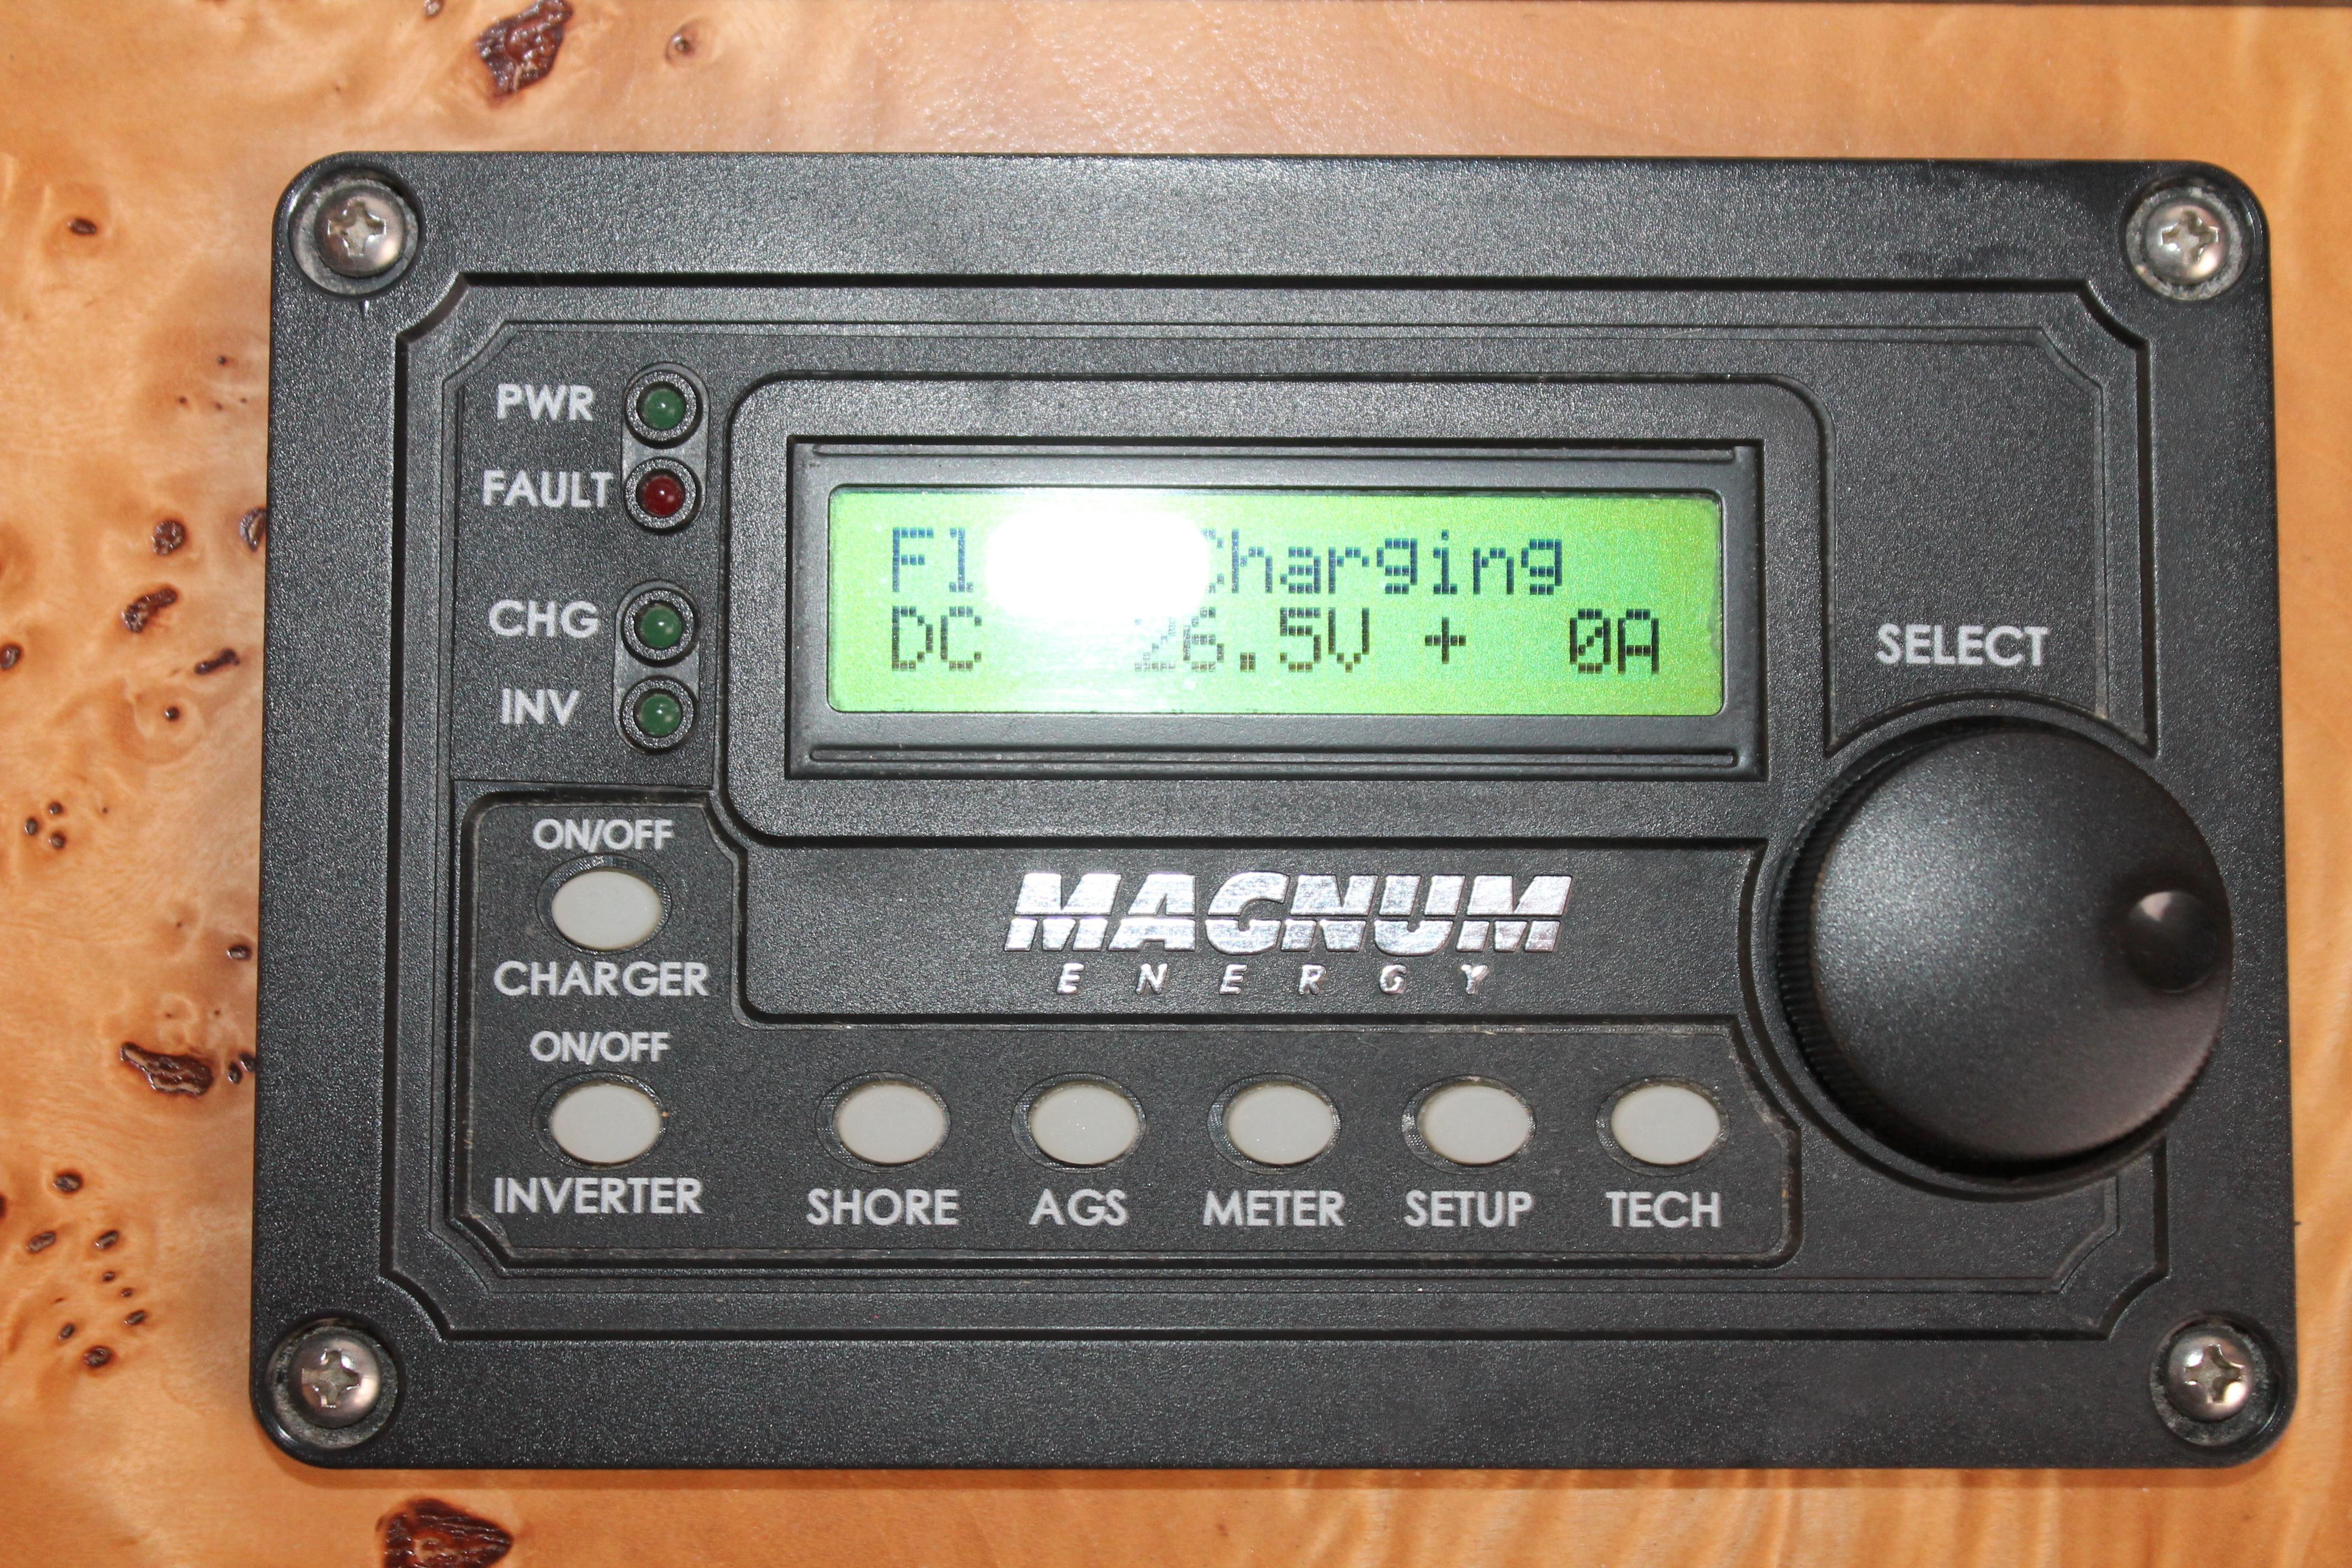 PWR
FAULT
CHG
INV
Charging
DC 26.5V + 0A
SELECT
ON/OFF
CHARGER
MAGNUM
ENERGY
ON/OFF
INVERTER
SHORE
AGS
METER
SETUP
TECH